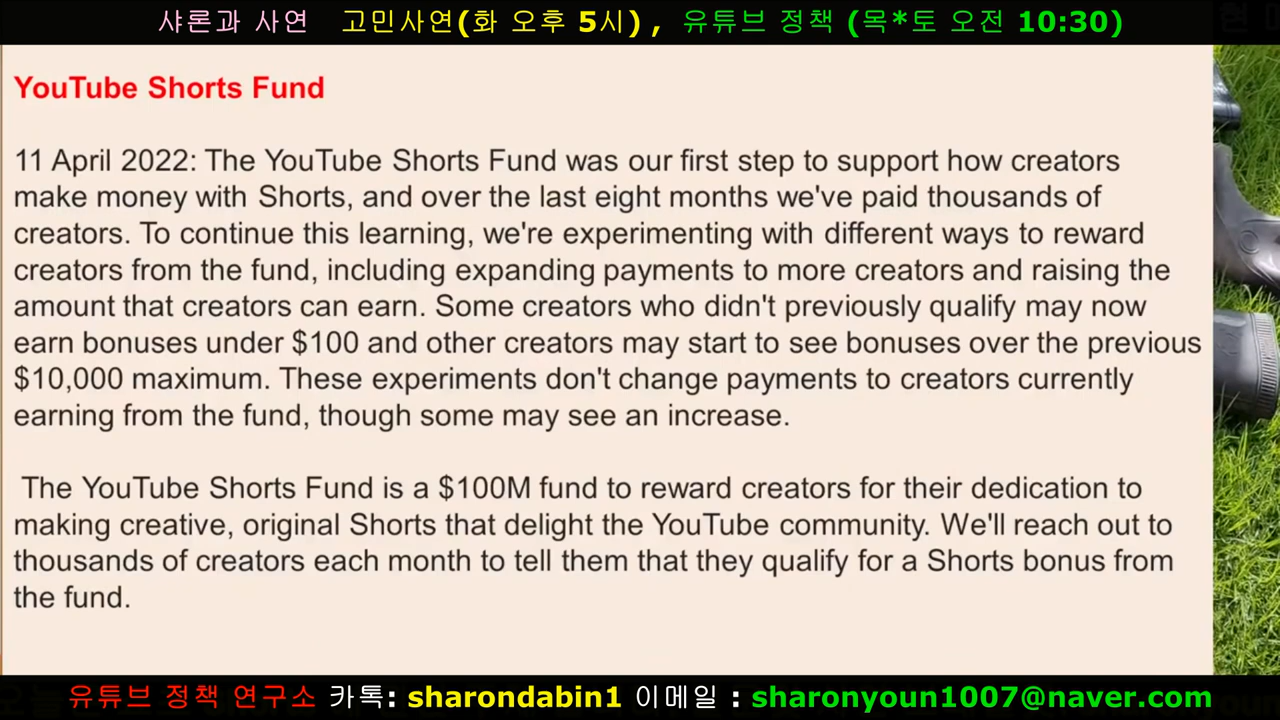 샤론과 사연 고민사연(화 오후 5시) , 유튜브 정책 (목*토 오전 10:30)
YouTube Shorts Fund
11 April 2022: The YouTube Shorts Fund was our first step to support how creators
make money with Shorts, and over the last eight months we've paid thousands of
creators. To continue this learning, we're experimenting with different ways to reward
creators from the fund, including expanding payments to more creators and raising the
amount that creators can earn. Some creators who didn't previously qualify may now
earn bonuses under $100 and other creators may start to see bonuses over the previous
$10,000 maximum. These experiments don't change payments to creators currently
earning from the fund, though some may see an increase.
The YouTube Shorts Fund is a $100M fund to reward creators for their dedication to
making creative, original Shorts that delight the YouTube community. We'll reach out to
thousands of creators each month to tell them that they qualify for a Shorts bonus from
the fund.
유튜브 정책 연구소 카톡: sharondabin1 이메일 : sharonyoun1007@naver.com